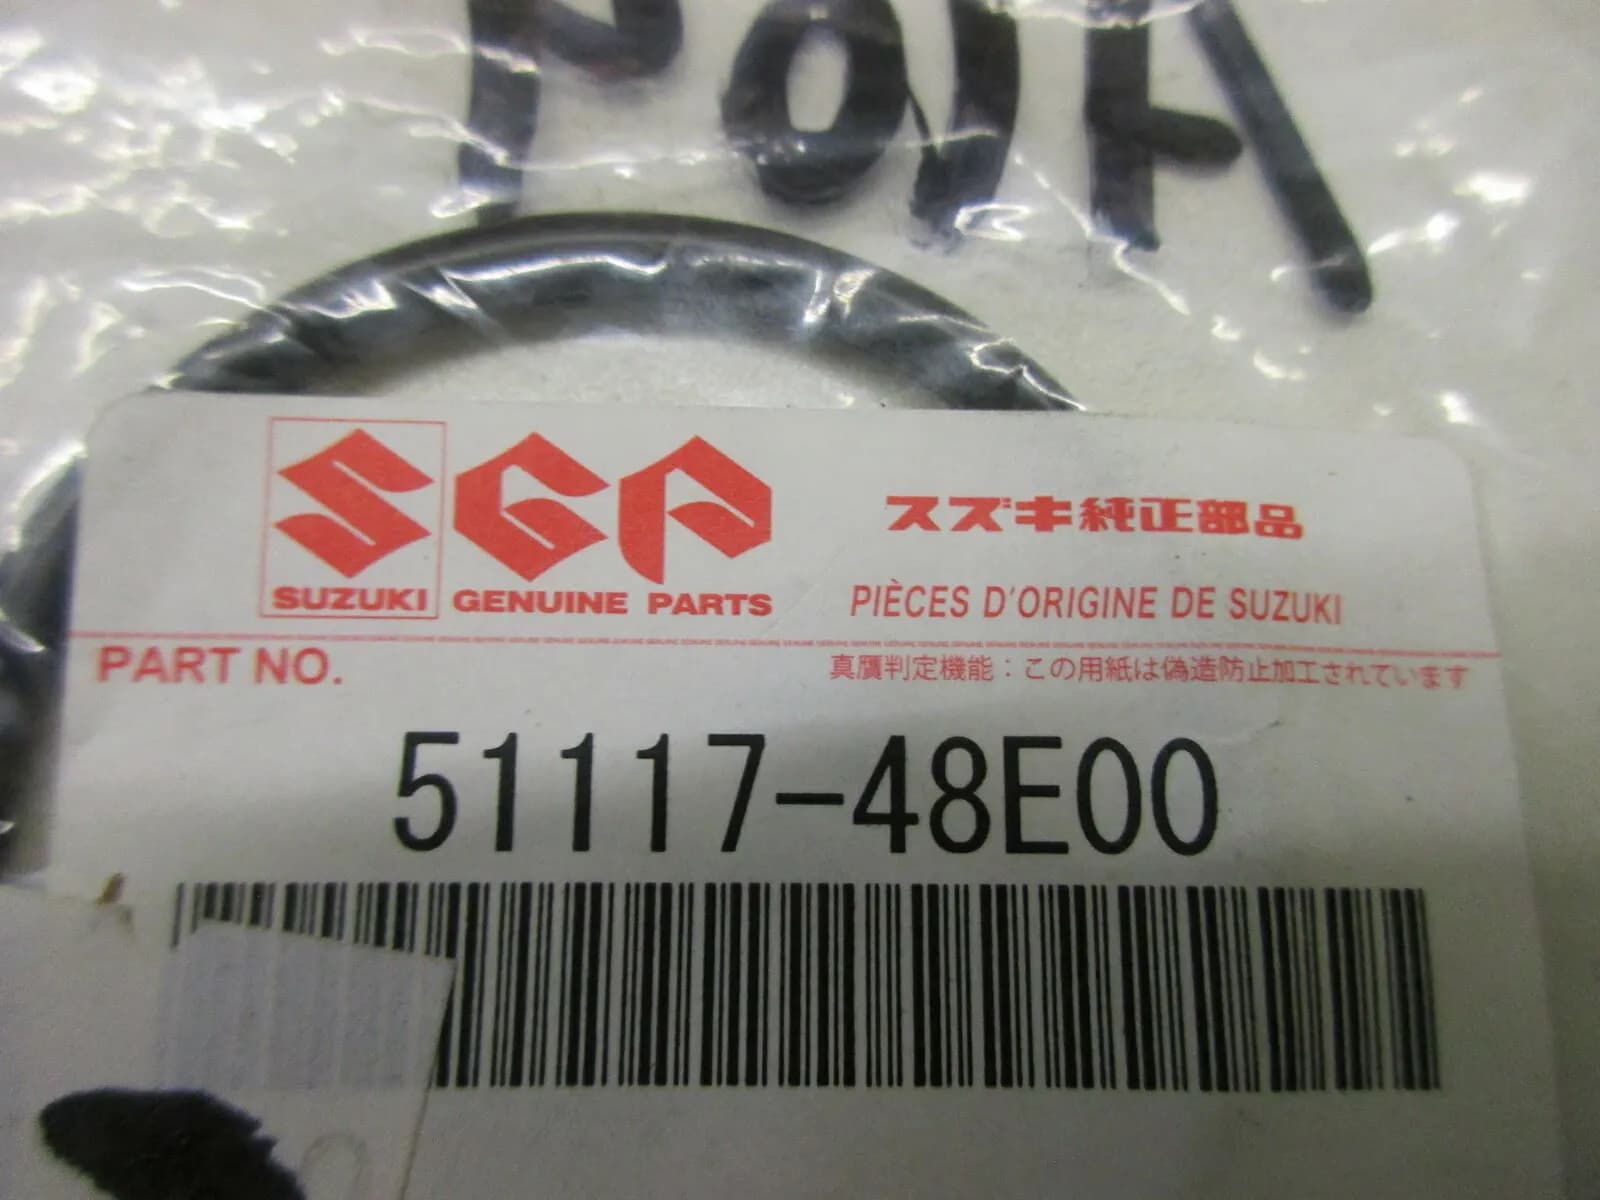 SUZUKI
GENUINE PARTS
スズキ純正部品
PIÈCES D'ORIGINE DE SUZUKI
PART NO.
真贋判定機能：この用紙は偽造防止加工されています
51117-48E00